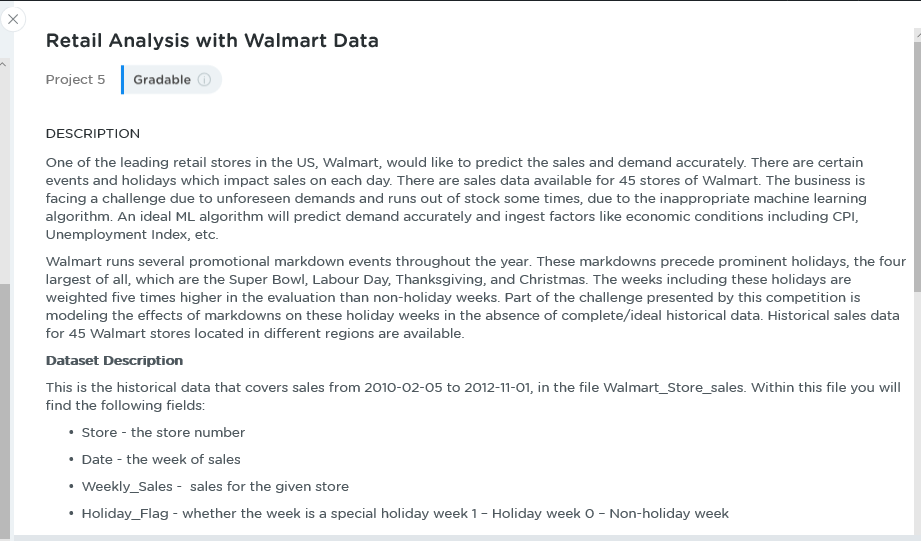 Retail Analysis with Walmart Data
Project 5 Gradable
DESCRIPTION
One of the leading retail stores in the US, Walmart, would like to predict the sales and demand accurately. There are certain
events and holidays which impact sales on each day. There are sales data available for 45 stores of Walmart. The business is
facing a challenge due to unforeseen demands and runs out of stock some times, due to the inappropriate machine learning
algorithm. An ideal ML algorithm will predict demand accurately and ingest factors like economic conditions including CPI,
Unemployment Index, etc.
Walmart runs several promotional markdown events throughout the year. These markdowns precede prominent holidays, the four
largest of all, which are the Super Bowl, Labour Day, Thanksgiving, and Christmas. The weeks including these holidays are
weighted five times higher in the evaluation than non-holiday weeks. Part of the challenge presented by this competition is
modeling the effects of markdowns on these holiday weeks in the absence of complete/ideal historical data. Historical sales data
for 45 Walmart stores located in different regions are available.
Dataset Description
This is the historical data that covers sales from 2010-02-05 to 2012-11-01, in the file Walmart_Store_sales. Within this file you will
find the following fields:
• Store - the store number
• Date - the week of sales
• Weekly_Sales -  sales for the given store
• Holiday_Flag - whether the week is a special holiday week 1 – Holiday week 0 – Non-holiday week